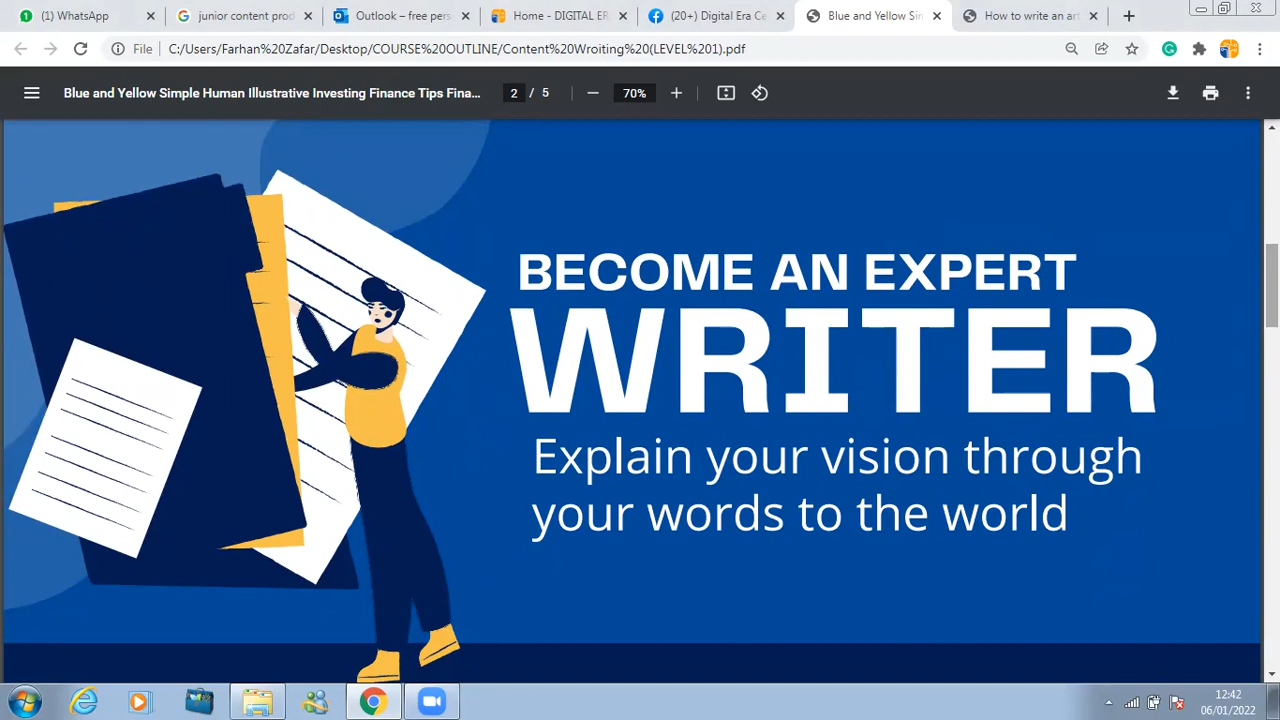 (1) WhatsApp
junior content prod
Outlook – free pers
Home - DIGITAL ER
(20+) Digital Era Ce
Blue and Yellow Sim
How to write an art
File
C:/Users/Farhan%20Zafar/Desktop/COURSE%20OUTLINE/Content%20Wroiting%20(LEVEL%201).pdf
Blue and Yellow Simple Human Illustrative Investing Finance Tips Fina...
2 / 5
70%
BECOME AN EXPERT
WRITER
Explain your vision through
your words to the world
12:42
06/01/2022